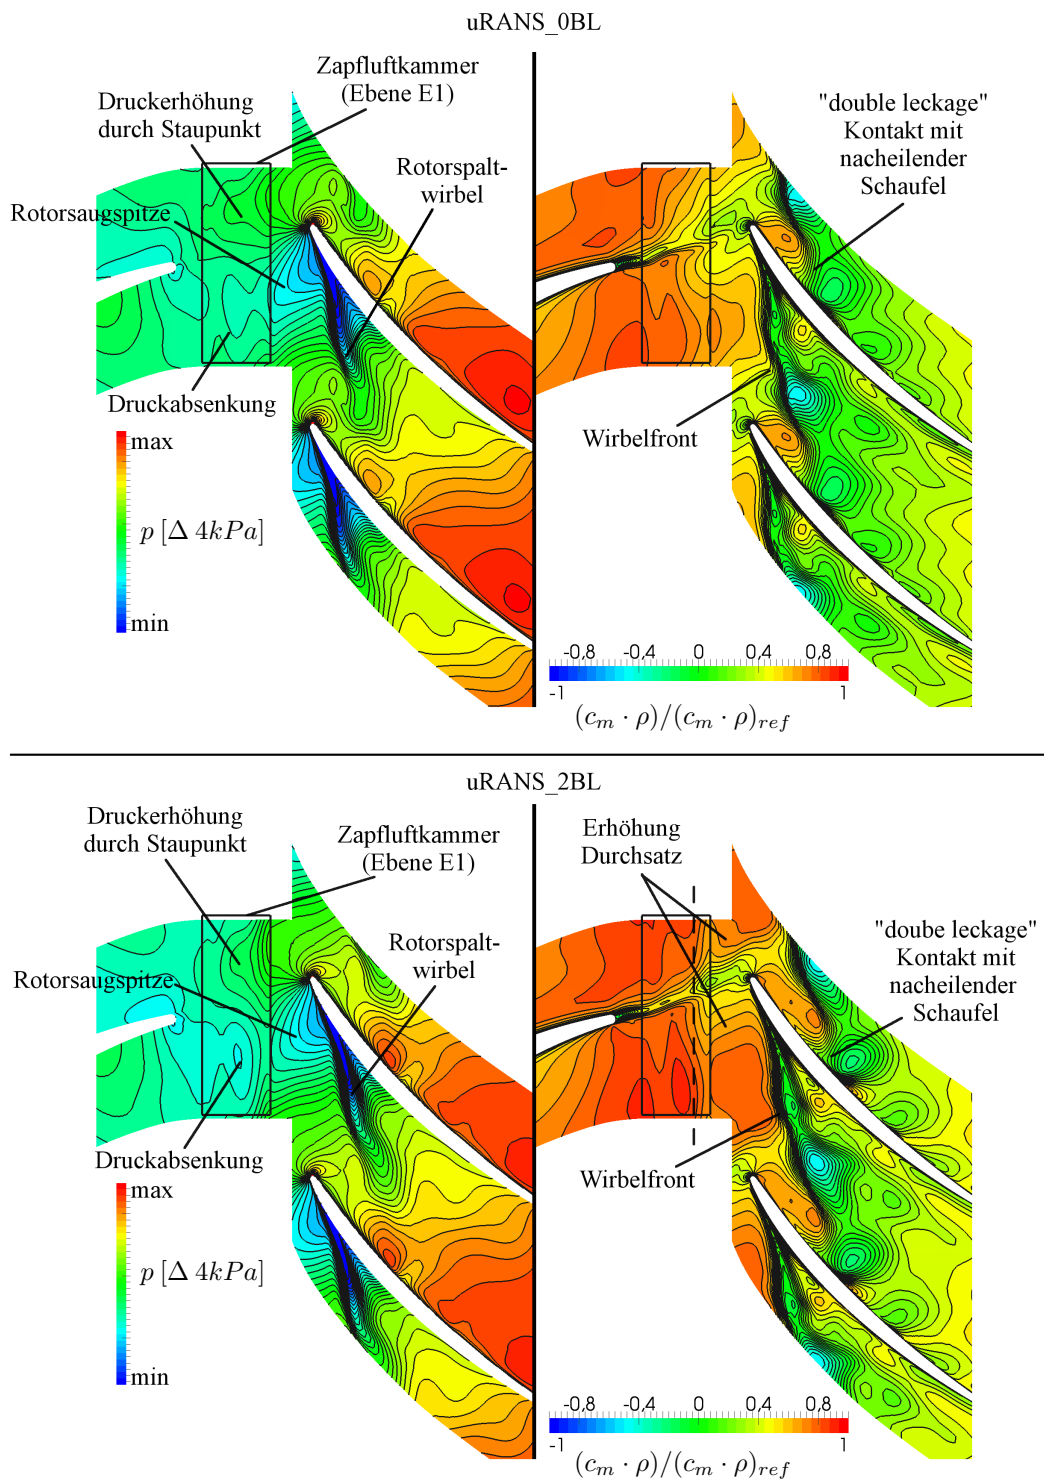 uRANS_0BL
Zapfluftkammer
(Ebene E1)
Druckerhöhung
durch Staupunkt
Rotorspalt-
wirbel
Rotorsaugspitze
Druckabsenkung
max
p [Δ 4kPa]
min
"double leckage"
Kontakt mit
nacheilender
Schaufel
Wirbelfront
-0,8 -0,4 0 0,4 0,8
-1 1
(c_m · ρ)/(c_m · ρ)_ref
uRANS_2BL
Druckerhöhung
durch Staupunkt
Zapfluftkammer
(Ebene E1)
Rotorspalt-
wirbel
Rotorsaugspitze
Druckabsenkung
max
p [Δ 4kPa]
min
Erhöhung
Durchsatz
"doube leckage"
Kontakt mit
nacheilender
Schaufel
Wirbelfront
-0,8 -0,4 0 0,4 0,8
-1 1
(c_m · ρ)/(c_m · ρ)_ref